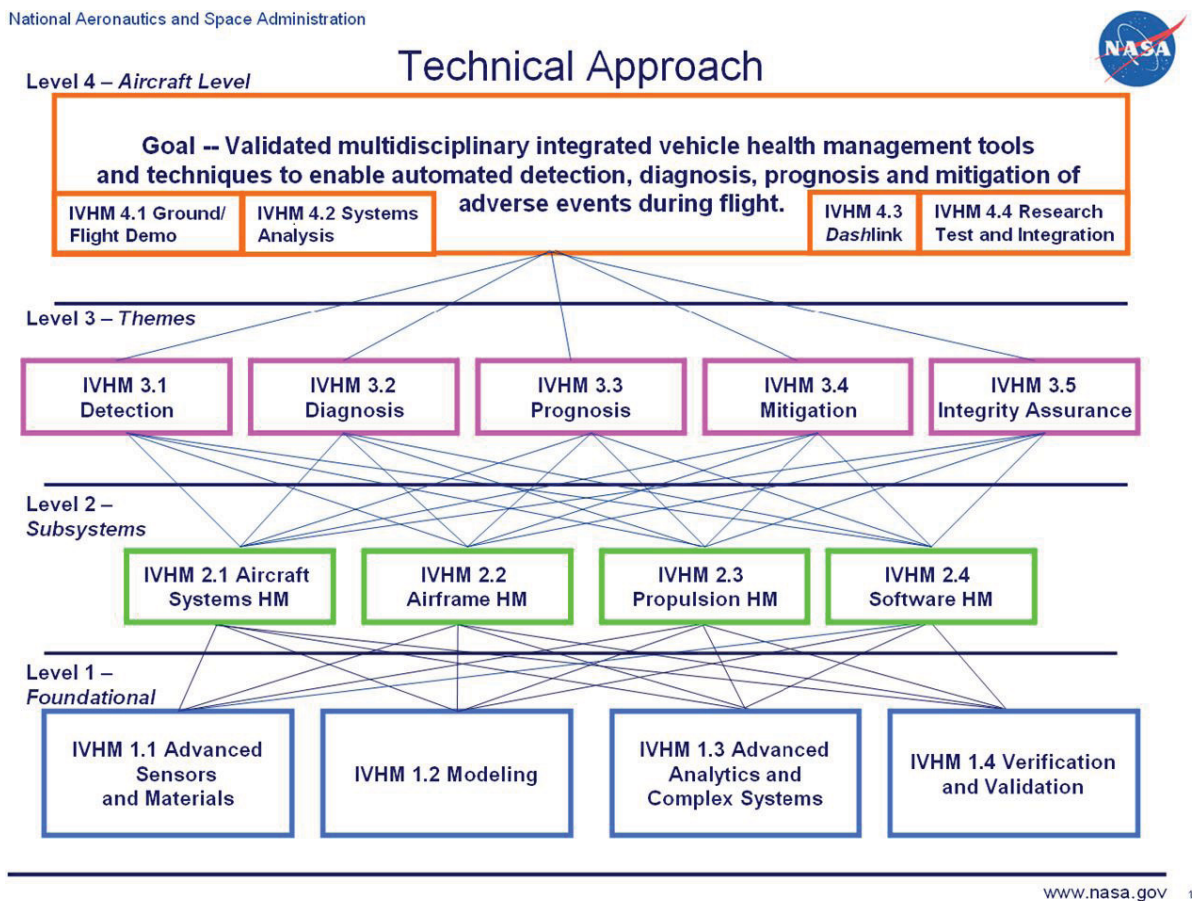 National Aeronautics and Space Administration
NASA
Technical Approach
Level 4 – Aircraft Level
Goal -- Validated multidisciplinary integrated vehicle health management tools
and techniques to enable automated detection, diagnosis, prognosis and mitigation of
adverse events during flight.
IVHM 4.1 Ground/
Flight Demo
IVHM 4.2 Systems
Analysis
IVHM 4.3
Dashlink
IVHM 4.4 Research
Test and Integration
Level 3 – Themes
IVHM 3.1
Detection
IVHM 3.2
Diagnosis
IVHM 3.3
Prognosis
IVHM 3.4
Mitigation
IVHM 3.5
Integrity Assurance
Level 2 –
Subsystems
IVHM 2.1 Aircraft
Systems HM
IVHM 2.2
Airframe HM
IVHM 2.3
Propulsion HM
IVHM 2.4
Software HM
Level 1 –
Foundational
IVHM 1.1 Advanced
Sensors
and Materials
IVHM 1.2 Modeling
IVHM 1.3 Advanced
Analytics and
Complex Systems
IVHM 1.4 Verification
and Validation
www.nasa.gov 1